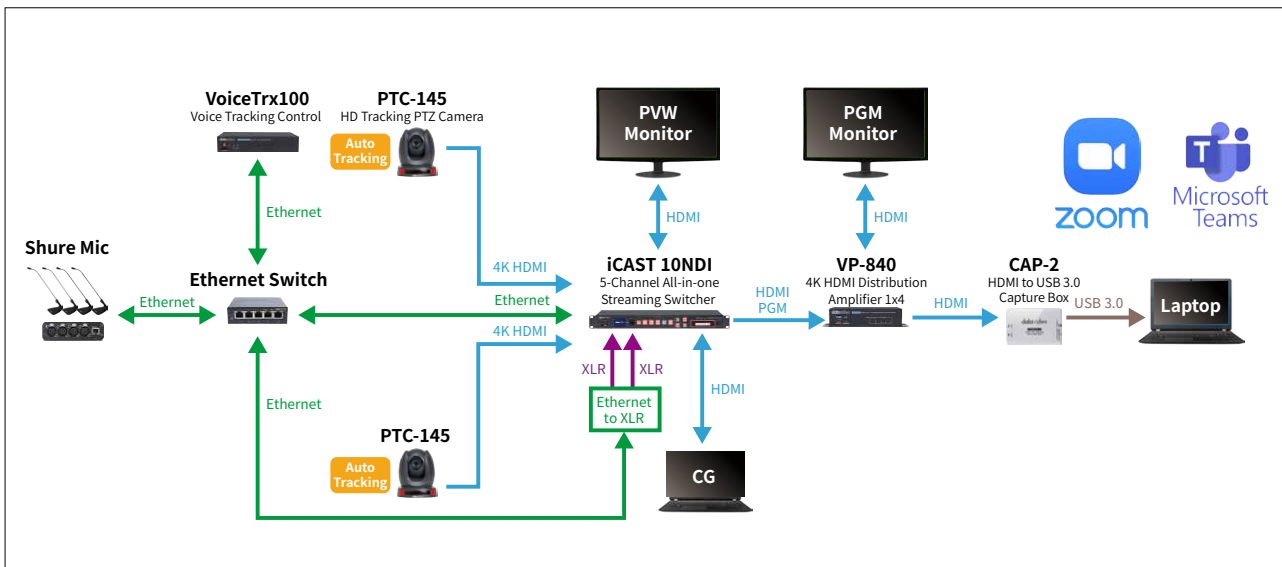 VoiceTrx100
Voice Tracking Control
PTC-145
HD Tracking PTZ Camera
Auto
Tracking
PVW
Monitor
PGM
Monitor
zoom
T
Microsoft
Teams
Ethernet
HDMI
HDMI
Shure Mic
Ethernet
Ethernet Switch
4K HDMI
Ethernet
4K HDMI
iCAST 10NDI
5-Channel All-in-one
Streaming Switcher
HDMI
PGM
VP-840
4K HDMI Distribution
Amplifier 1x4
HDMI
CAP-2
HDMI to USB 3.0
Capture Box
USB 3.0
Laptop
XLR
XLR
HDMI
Ethernet
Ethernet
to XLR
PTC-145
Auto
Tracking
CG